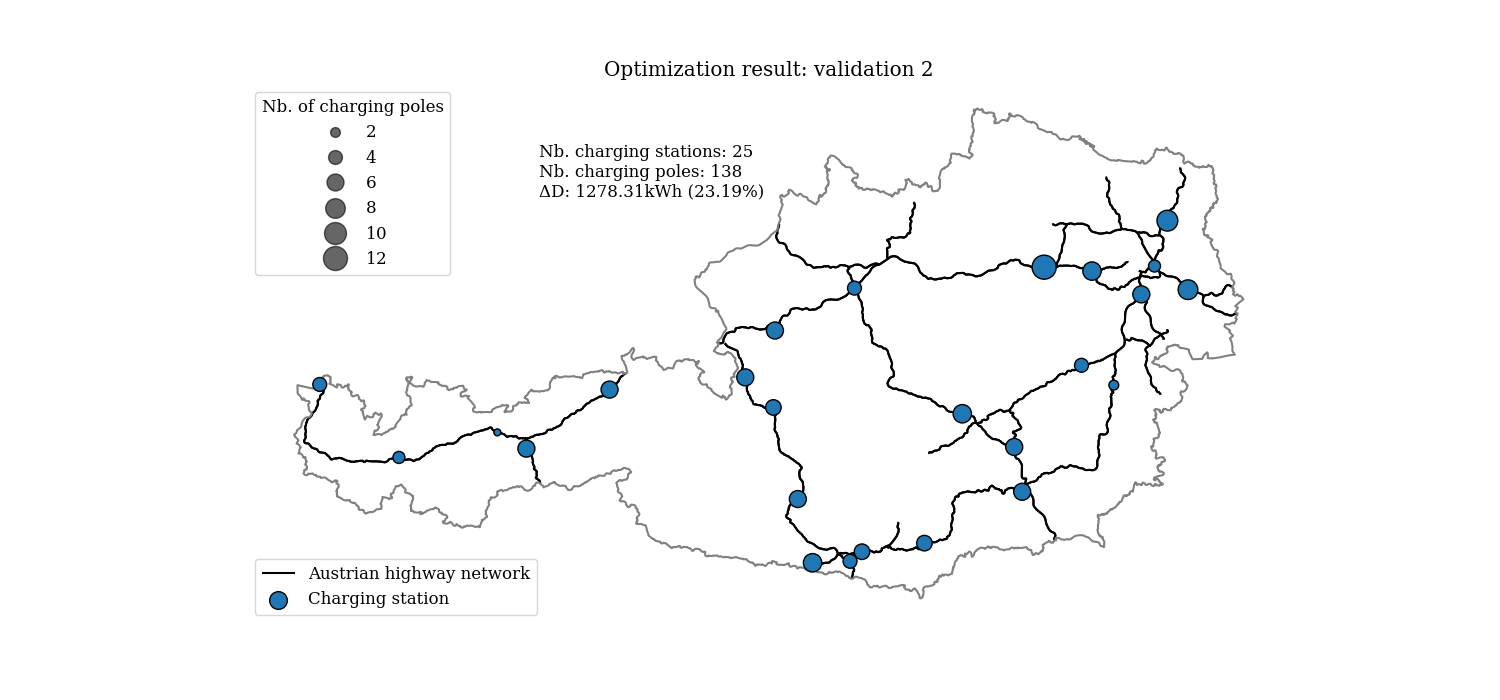 Optimization result: validation 2
Nb. of charging poles
2
4
6
8
10
12
Nb. charging stations: 25
Nb. charging poles: 138
ΔD: 1278.31kWh (23.19%)
Austrian highway network
Charging station